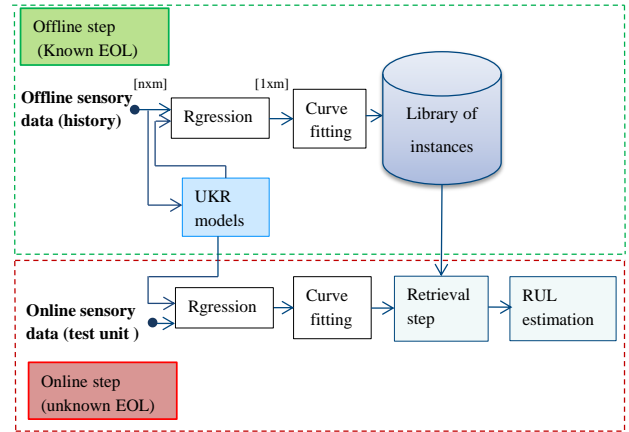 Offline step
(Known EOL)
[nxm]
[1xm]
Offline sensory
data (history)
Rgression
Curve
fitting
Library of
instances
UKR
models
Online sensory
data (test unit )
Rgression
Curve
fitting
Retrieval
step
RUL
estimation
Online step
(unknown EOL)